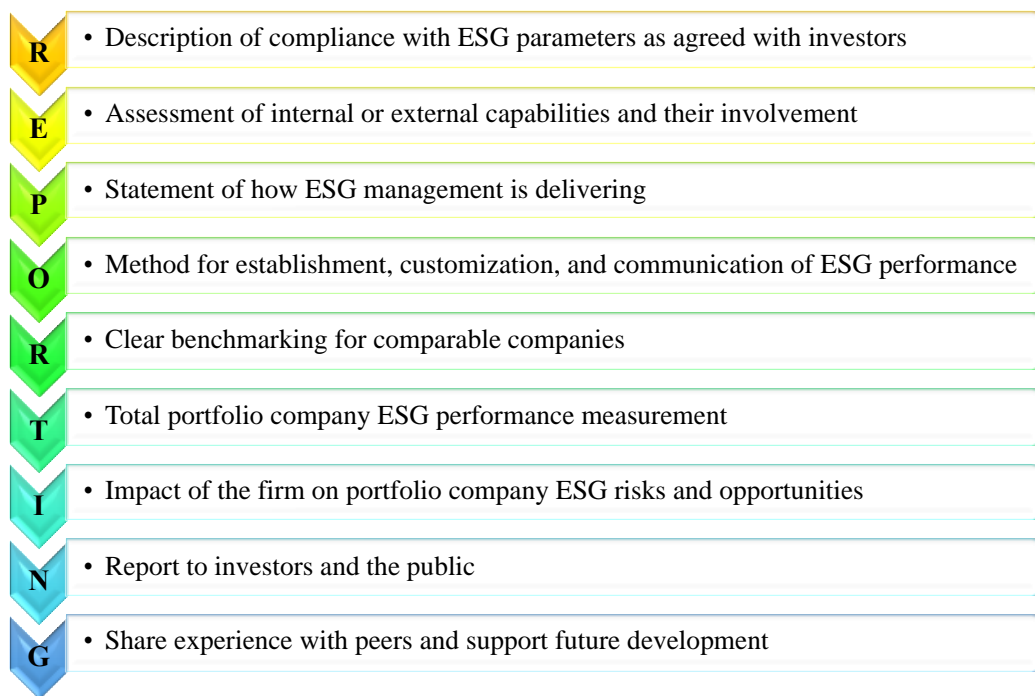 R
• Description of compliance with ESG parameters as agreed with investors
E
• Assessment of internal or external capabilities and their involvement
P
• Statement of how ESG management is delivering
O
• Method for establishment, customization, and communication of ESG performance
R
• Clear benchmarking for comparable companies
T
• Total portfolio company ESG performance measurement
I
• Impact of the firm on portfolio company ESG risks and opportunities
N
• Report to investors and the public
G
• Share experience with peers and support future development